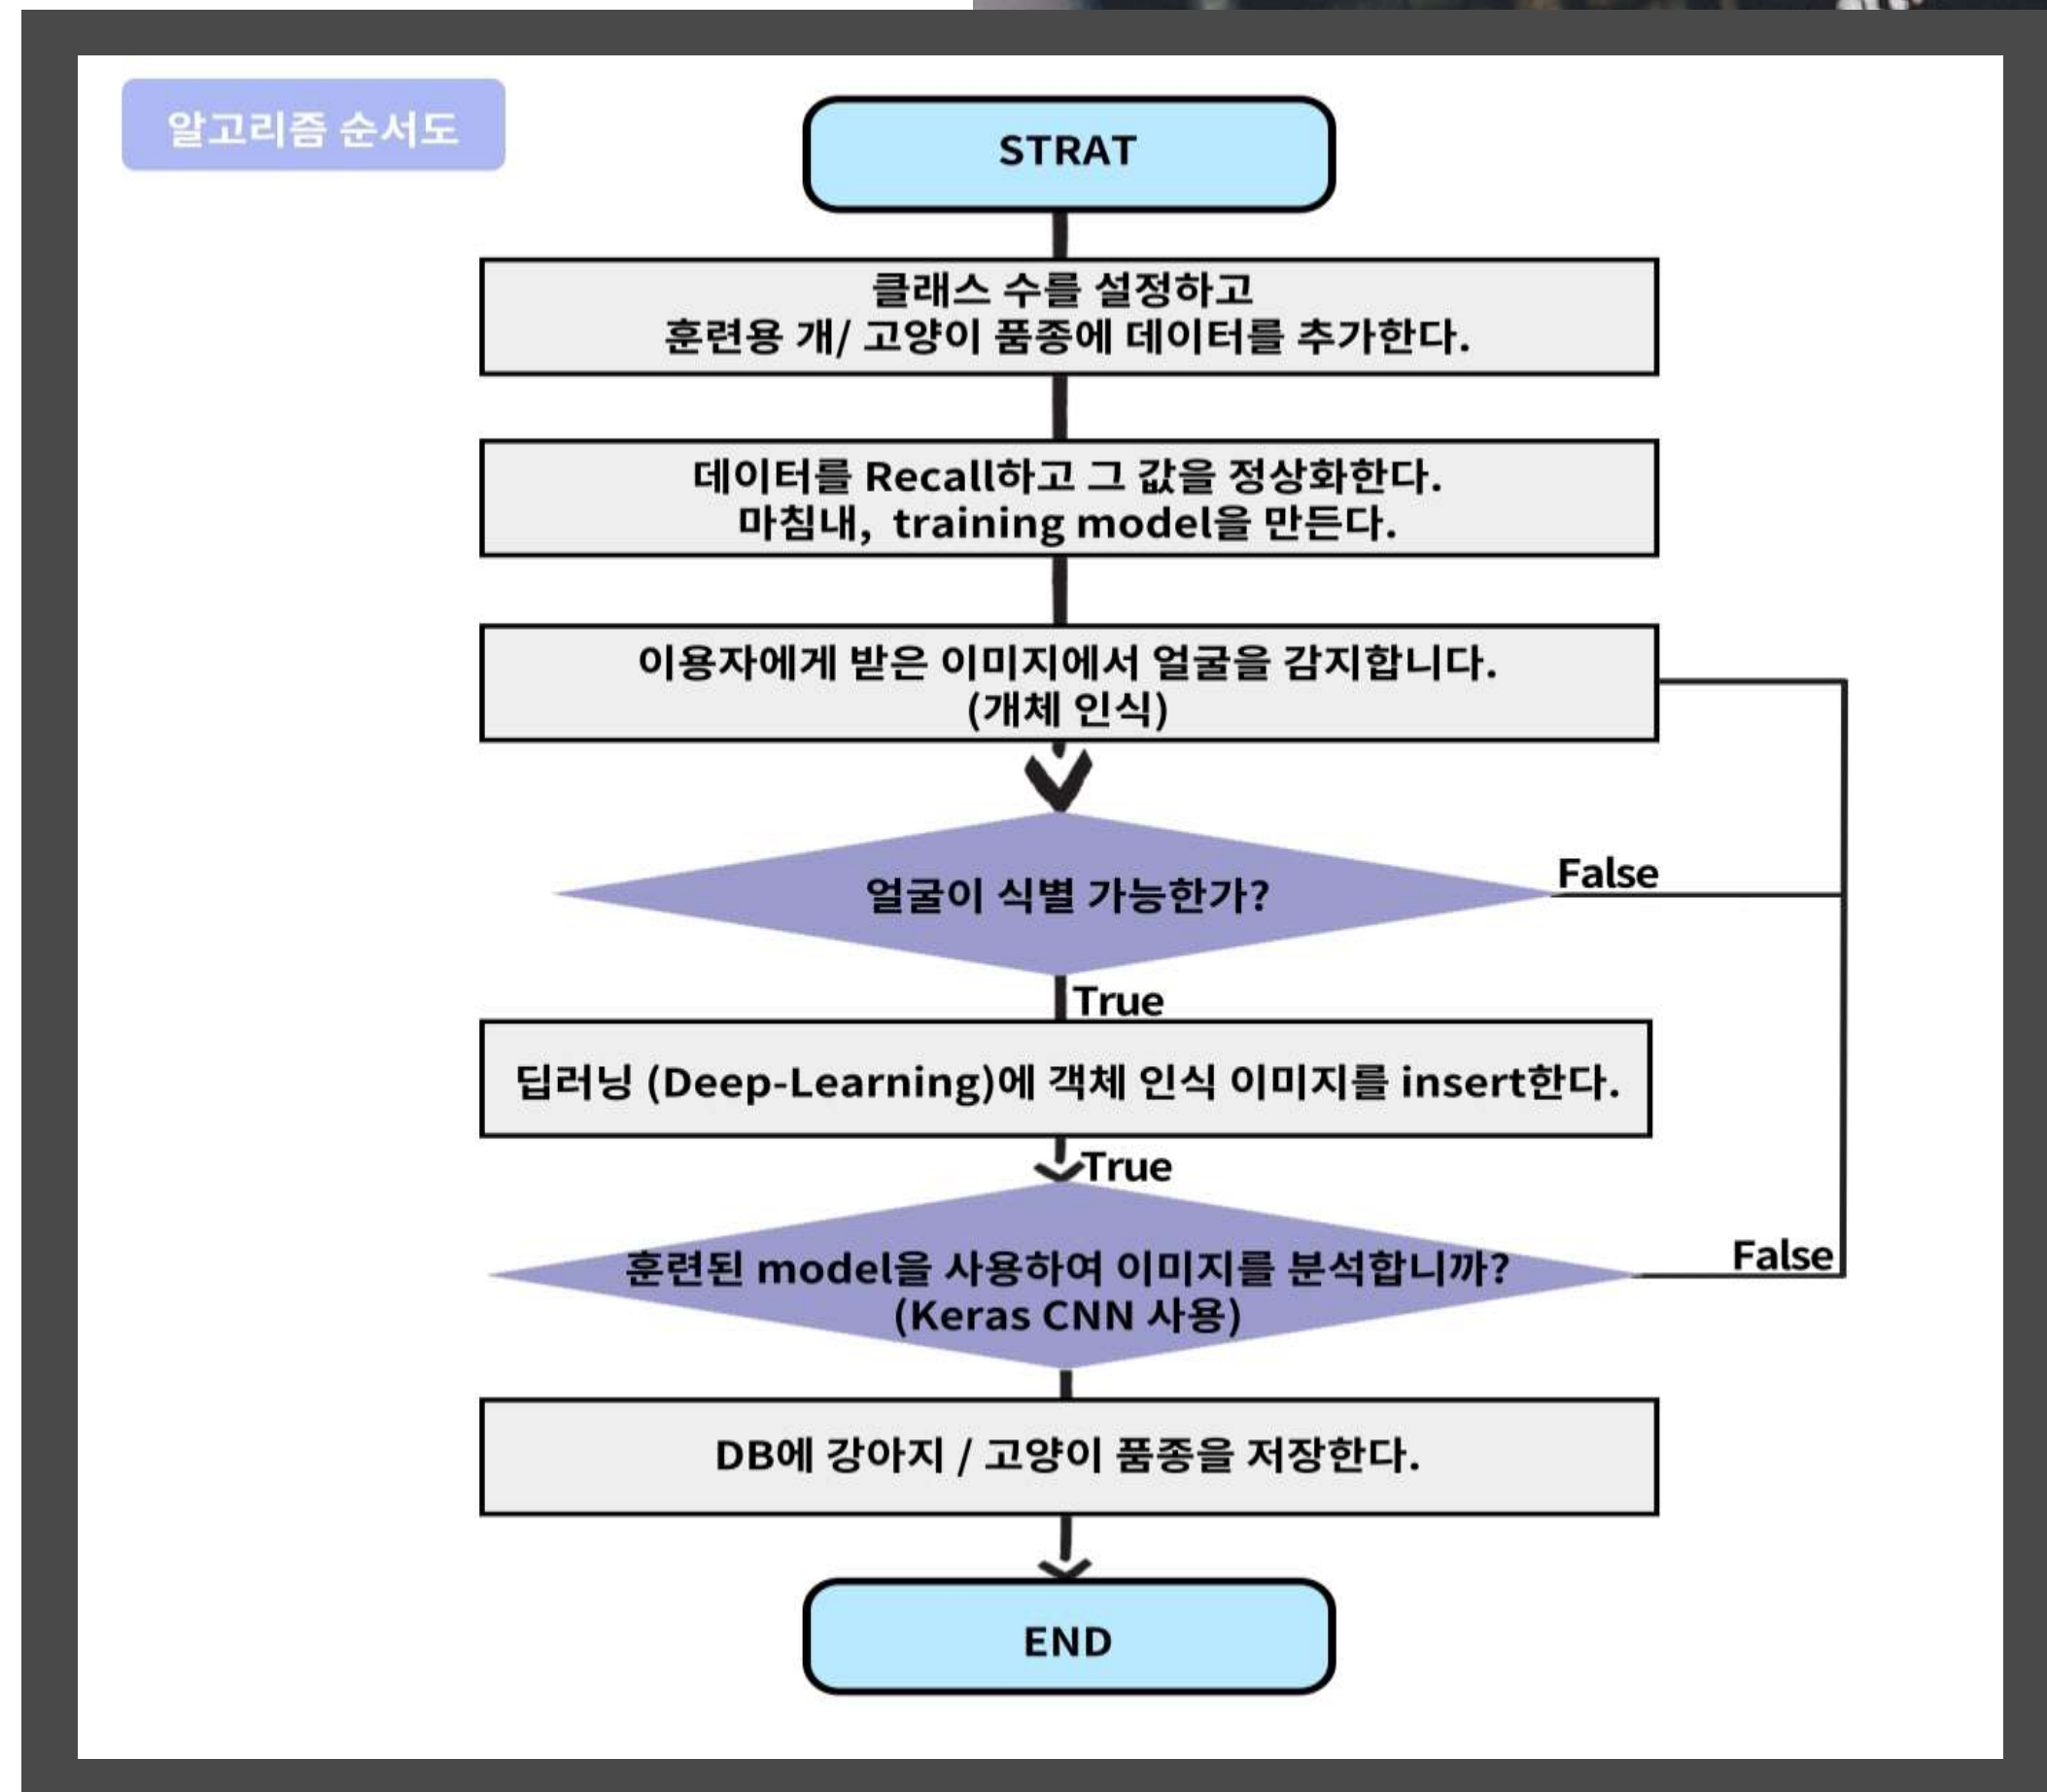 알고리즘 순서도
STRAT
클래스 수를 설정하고
훈련용 개/ 고양이 품종에 데이터를 추가한다.
데이터를 Recall하고 그 값을 정상화한다.
마침내, training model을 만든다.
이용자에게 받은 이미지에서 얼굴을 감지합니다.
(개체 인식)
얼굴이 식별 가능한가?
False
True
딥러닝 (Deep-Learning)에 객체 인식 이미지를 insert한다.
True
훈련된 model을 사용하여 이미지를 분석합니까?
(Keras CNN 사용)
False
DB에 강아지 / 고양이 품종을 저장한다.
END